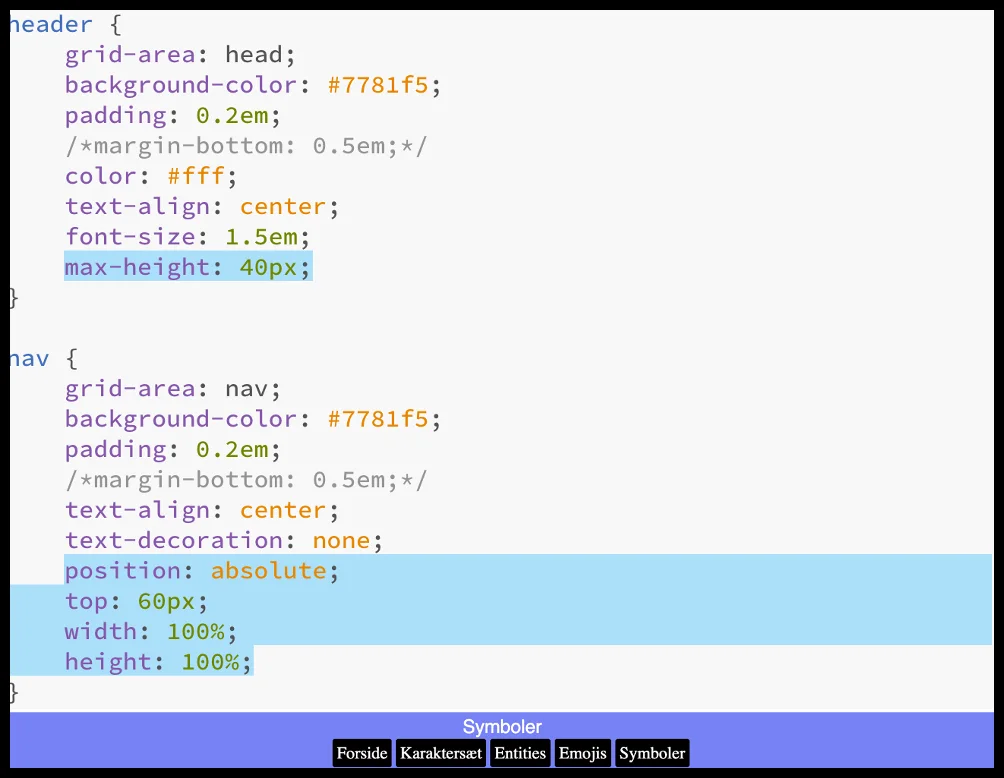 header {
    grid-area: head;
    background-color: #7781f5;
    padding: 0.2em;
    /*margin-bottom: 0.5em;*/
    color: #fff;
    text-align: center;
    font-size: 1.5em;
    max-height: 40px;
}
nav {
    grid-area: nav;
    background-color: #7781f5;
    padding: 0.2em;
    /*margin-bottom: 0.5em;*/
    text-align: center;
    text-decoration: none;
    position: absolute;
    top: 60px;
    width: 100%;
    height: 100%;
}
Symboler
Forside Karaktersæt Entities Emojis Symboler